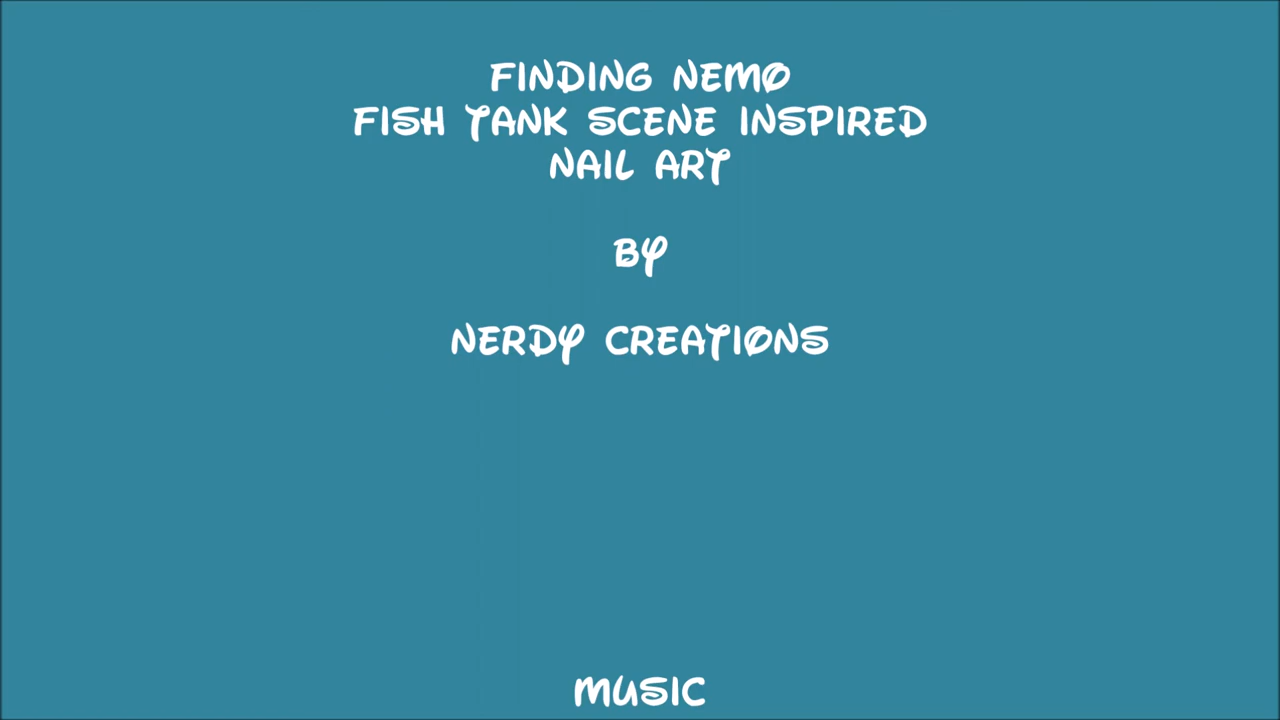 FINDING NEMO
FISH TANK SCENE INSPIRED
NAIL ART
BY
NERDY CREATIONS
MUSIC